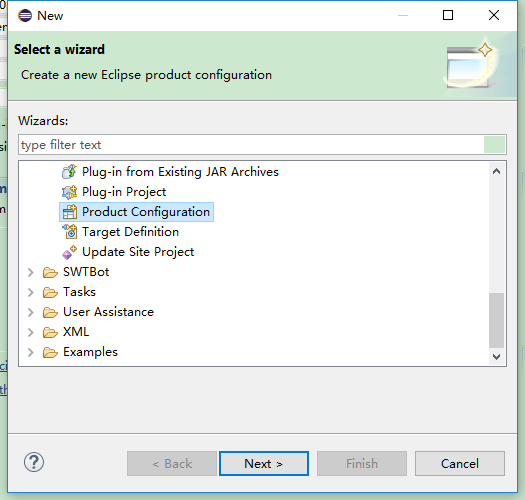 New
Select a wizard
Create a new Eclipse product configuration
Wizards:
type filter text
Plug-in from Existing JAR Archives
Plug-in Project
Product Configuration
Target Definition
Update Site Project
SWTBot
Tasks
User Assistance
XML
Examples
?
< Back
Next >
Finish
Cancel